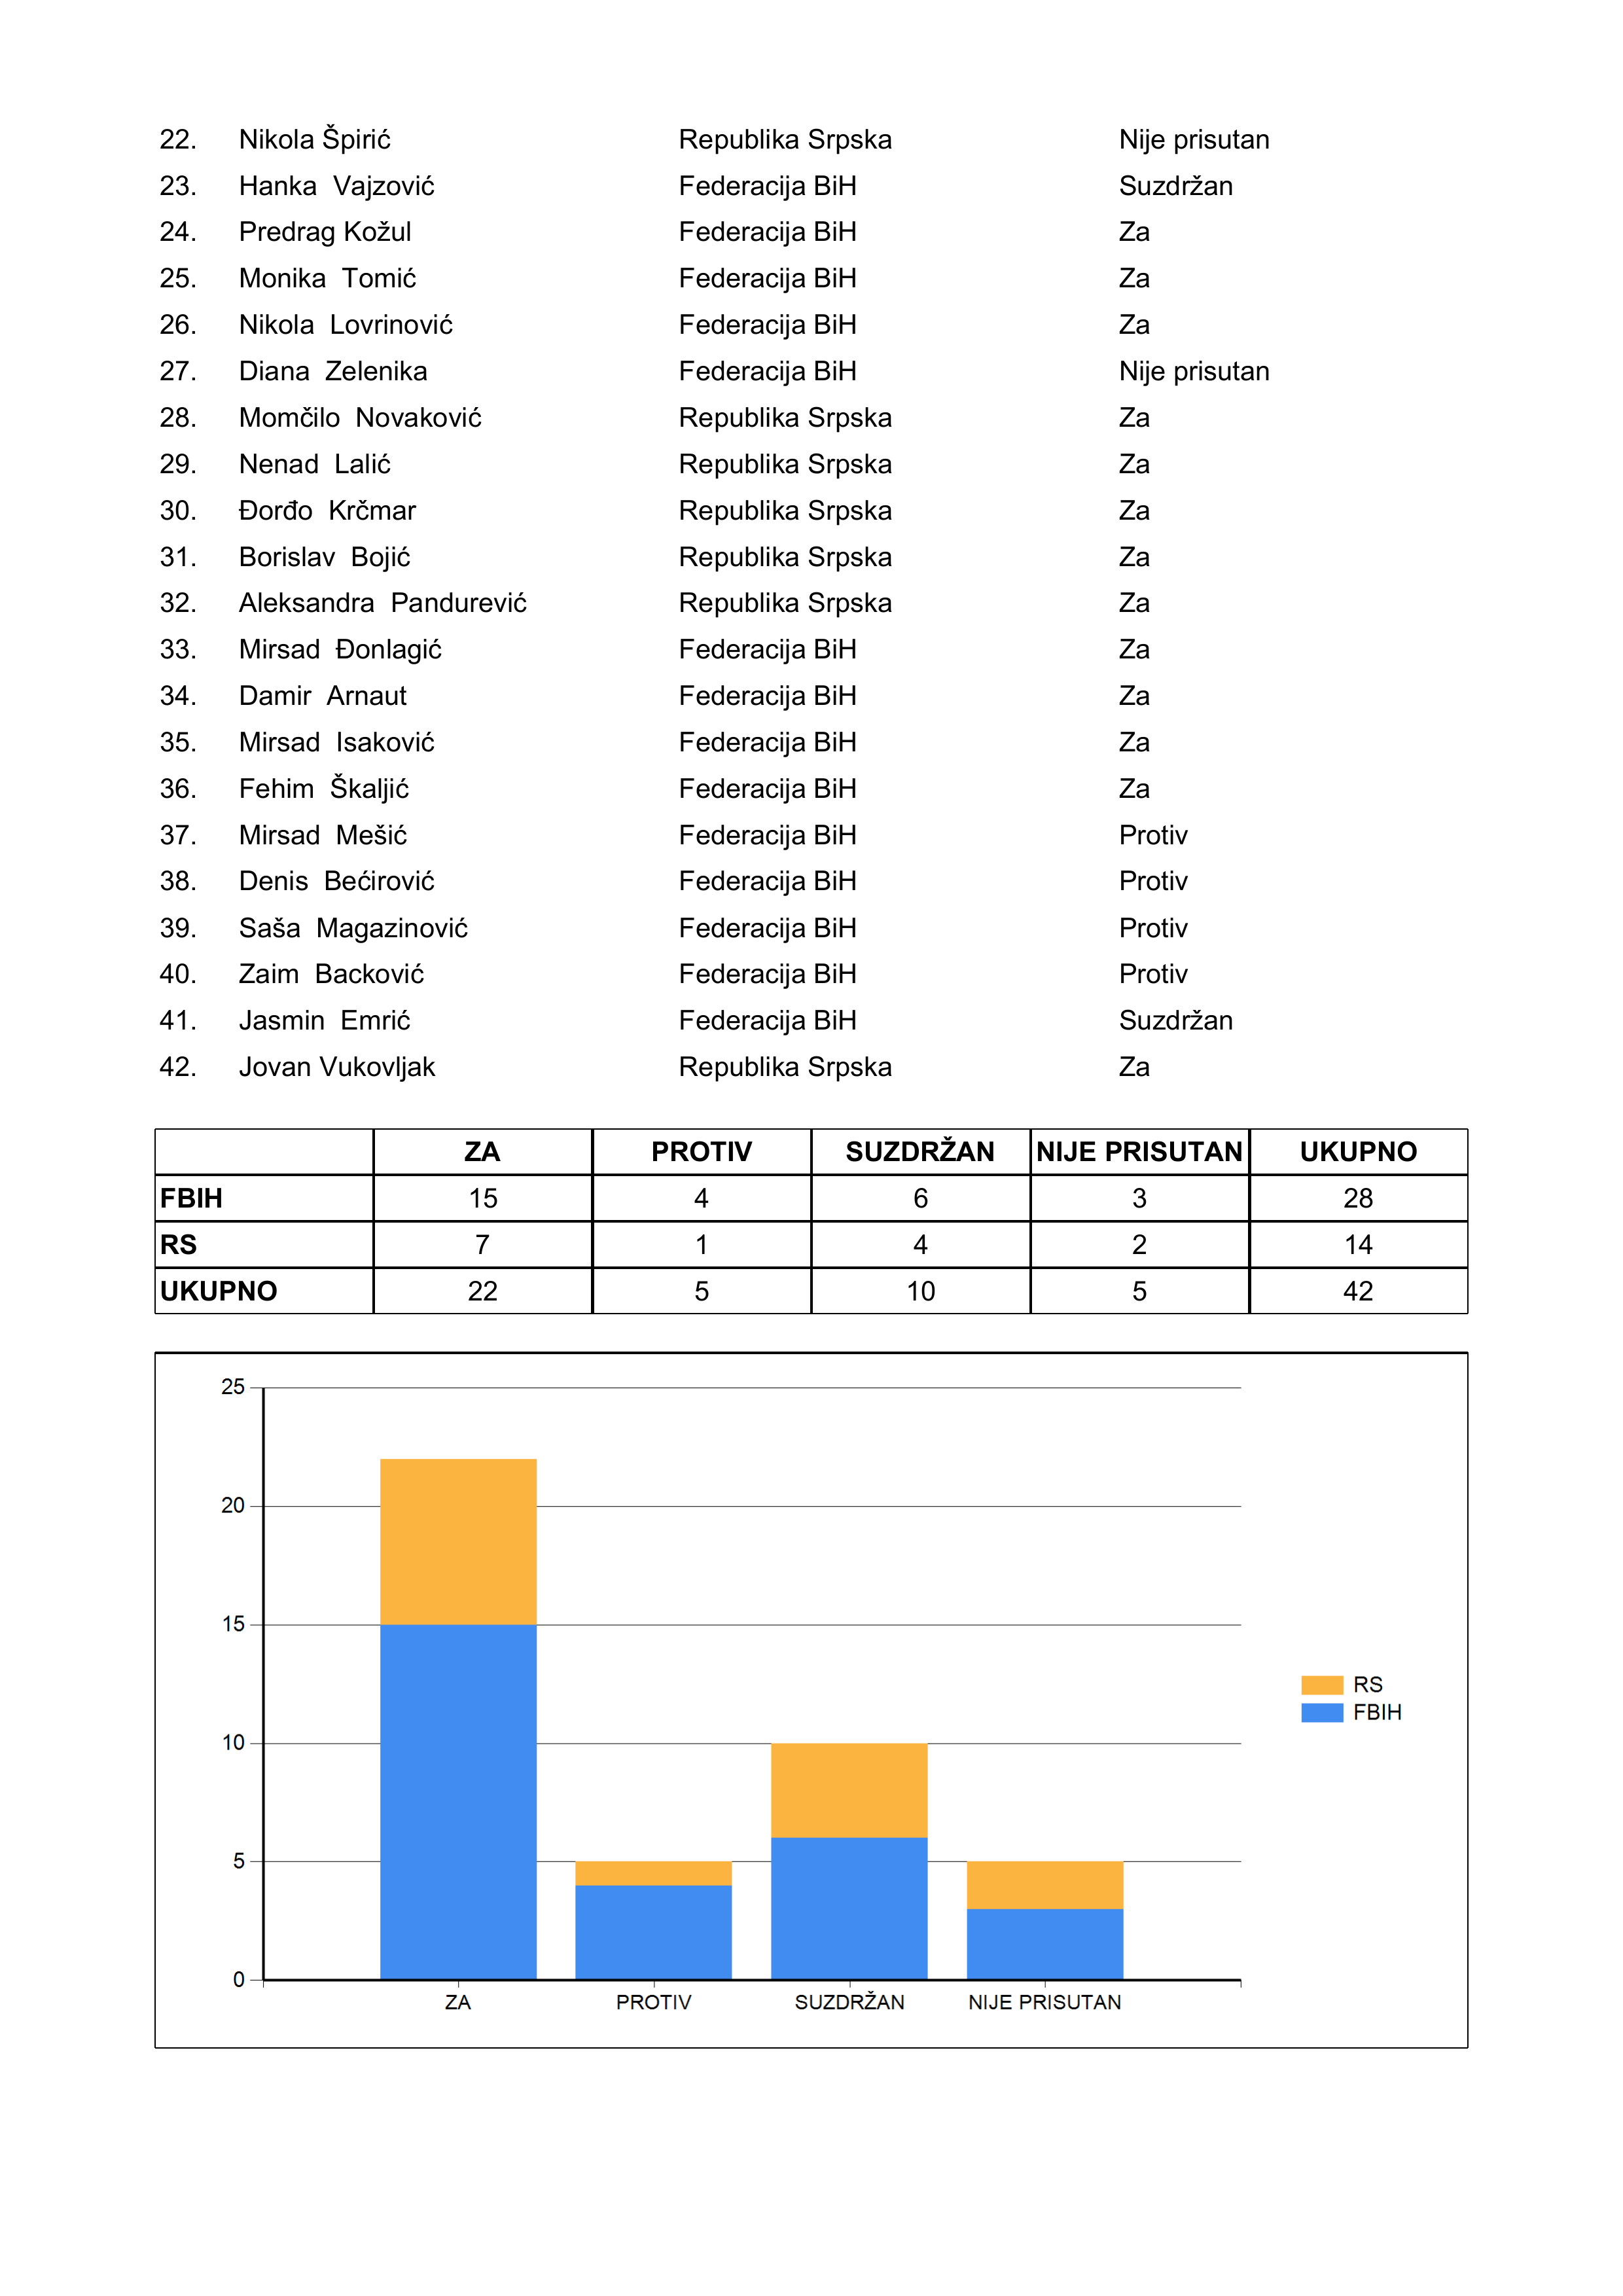 22. Nikola Špirić Republika Srpska Nije prisutan
23. Hanka Vajzović Federacija BiH Suzdržan
24. Predrag Kožul Federacija BiH Za
25. Monika Tomić Federacija BiH Za
26. Nikola Lovrinović Federacija BiH Za
27. Diana Zelenika Federacija BiH Nije prisutan
28. Momčilo Novaković Republika Srpska Za
29. Nenad Lalić Republika Srpska Za
30. Đorđo Krčmar Republika Srpska Za
31. Borislav Bojić Republika Srpska Za
32. Aleksandra Pandurević Republika Srpska Za
33. Mirsad Đonlagić Federacija BiH Za
34. Damir Arnaut Federacija BiH Za
35. Mirsad Isaković Federacija BiH Za
36. Fehim Škaljić Federacija BiH Za
37. Mirsad Mešić Federacija BiH Protiv
38. Denis Bećirović Federacija BiH Protiv
39. Saša Magazinović Federacija BiH Protiv
40. Zaim Backović Federacija BiH Protiv
41. Jasmin Emrić Federacija BiH Suzdržan
42. Jovan Vukovljak Republika Srpska Za
ZA PROTIV SUZDRŽAN NIJE PRISUTAN UKUPNO
FBIH 15 4 6 3 28
RS 7 1 4 2 14
UKUPNO 22 5 10 5 42
25
20
15
10
5
0
ZA PROTIV SUZDRŽAN NIJE PRISUTAN
RS
FBIH